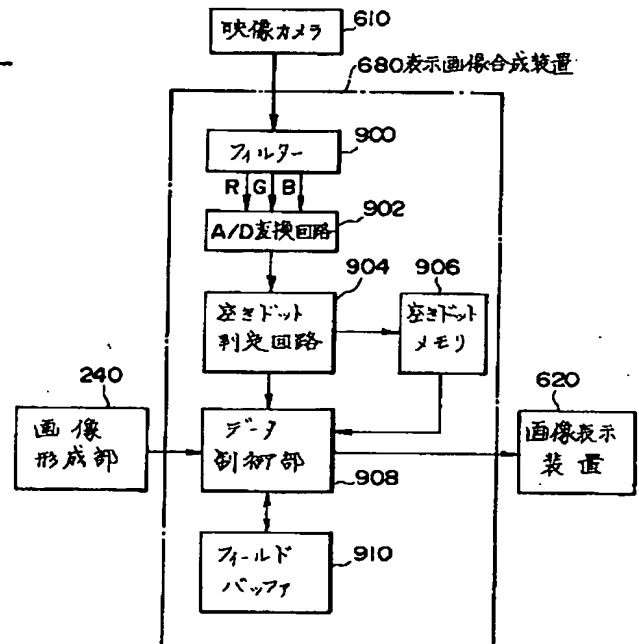 映像カメラ
610
680表示画像合成装置
フィルター
900
R G B
A/D変換回路
902
904
906
空きドット
判定回路
空きドット
メモリ
240
620
画像
形成部
データ
制御部
画像表示
装置
908
フィールド
バッファ
910